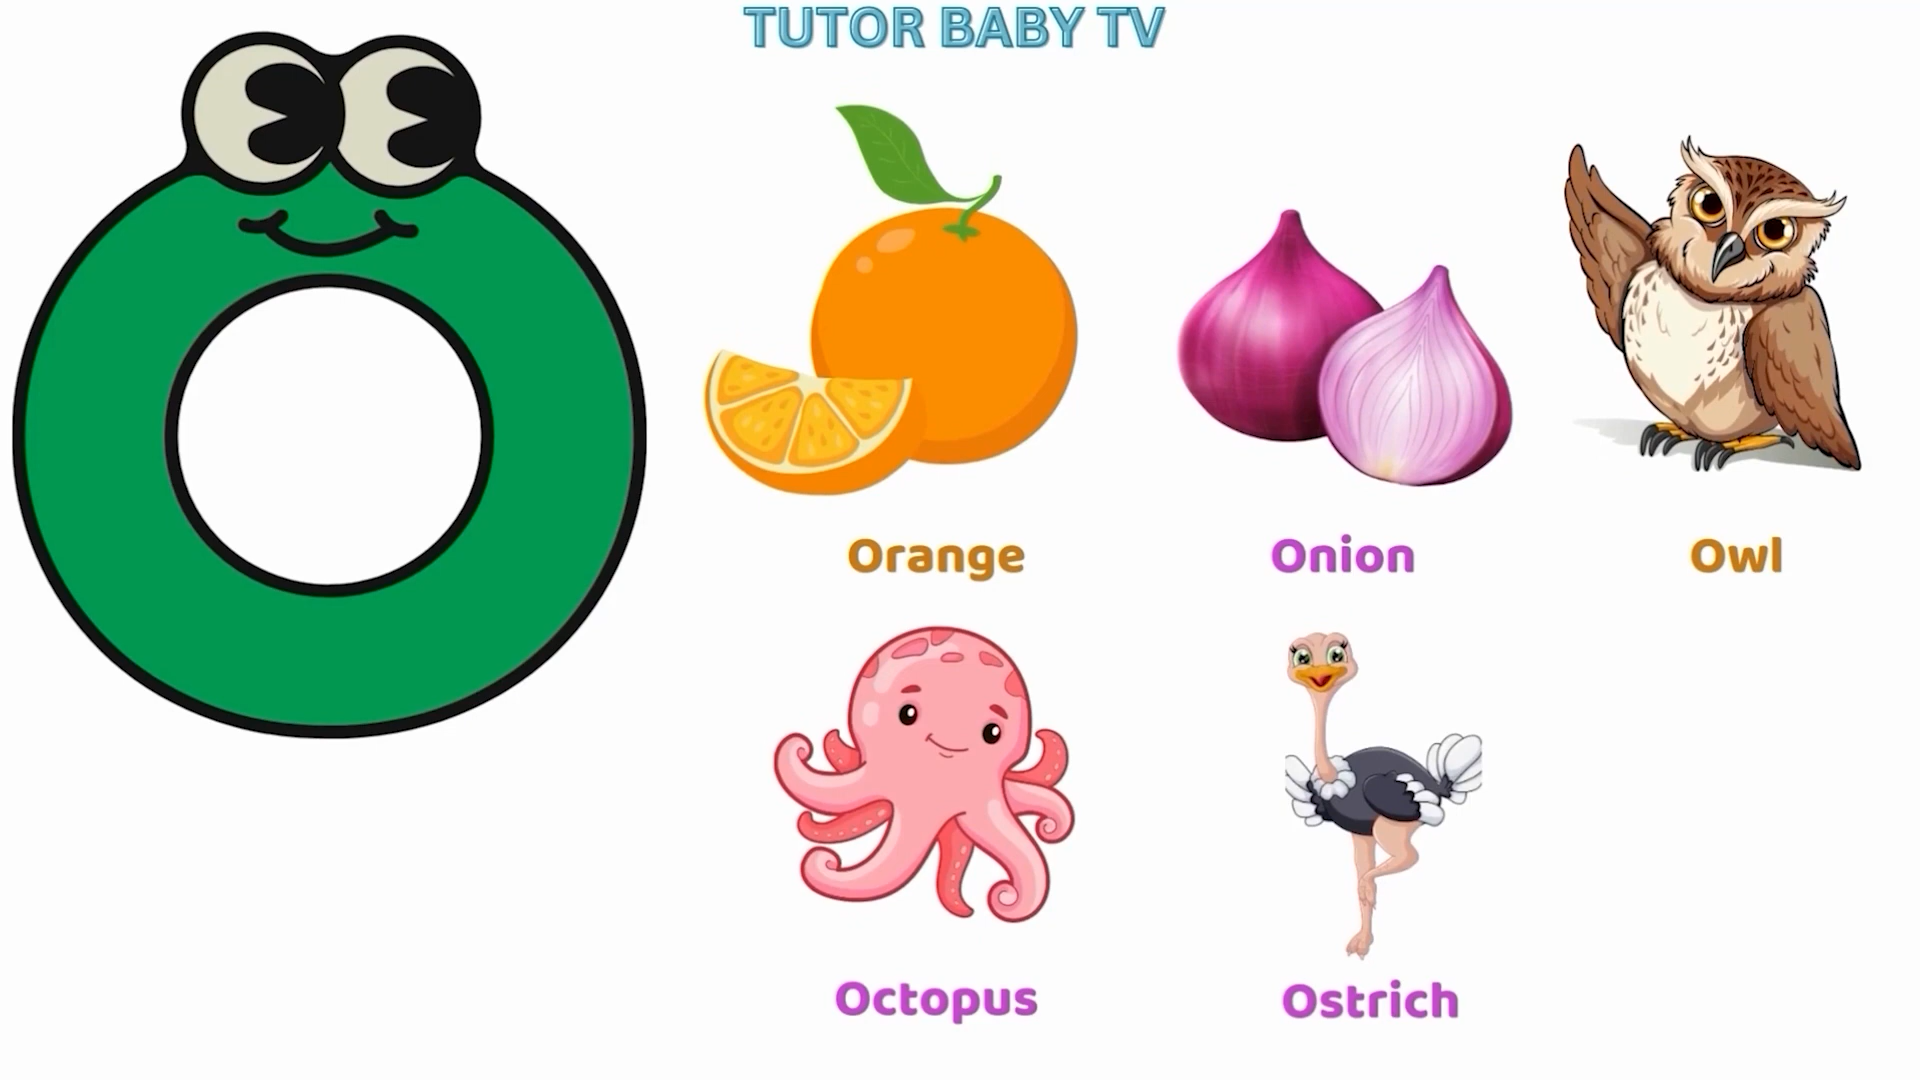 TUTOR BABY TV
O
Orange
Onion
Owl
Octopus
Ostrich